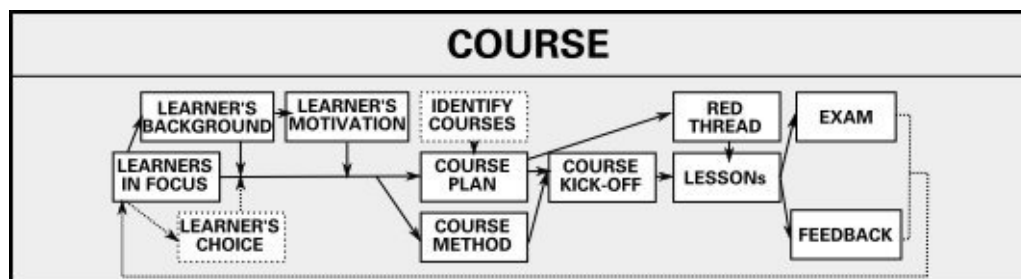 COURSE
LEARNER'S
BACKGROUND
LEARNER'S
MOTIVATION
IDENTIFY
COURSES
RED
THREAD
EXAM
LEARNERS
IN FOCUS
COURSE
PLAN
COURSE
KICK-OFF
LESSONs
LEARNER'S
CHOICE
COURSE
METHOD
FEEDBACK